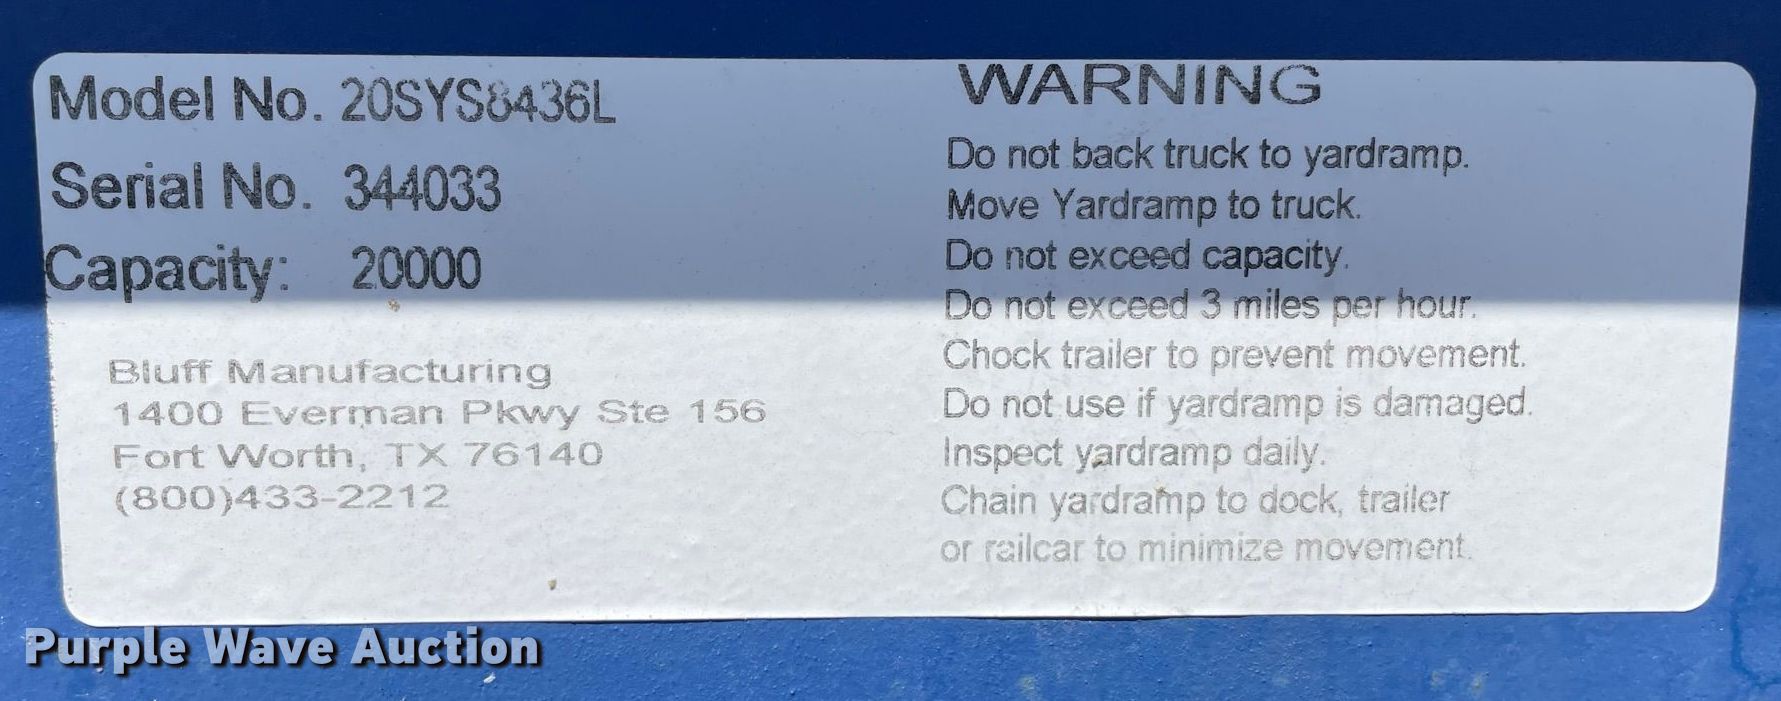 Model No. 20SYS8436L
Serial No. 344033
Capacity: 20000
Bluff Manufacturing
1400 Everman Pkwy Ste 156
Fort Worth, TX 76140
(800)433-2212
WARNING
Do not back truck to yardramp.
Move Yardramp to truck.
Do not exceed capacity.
Do not exceed 3 miles per hour.
Chock trailer to prevent movement.
Do not use if yardramp is damaged.
Inspect yardramp daily.
Chain yardramp to dock, trailer
or railcar to minimize movement.
Purple Wave Auction